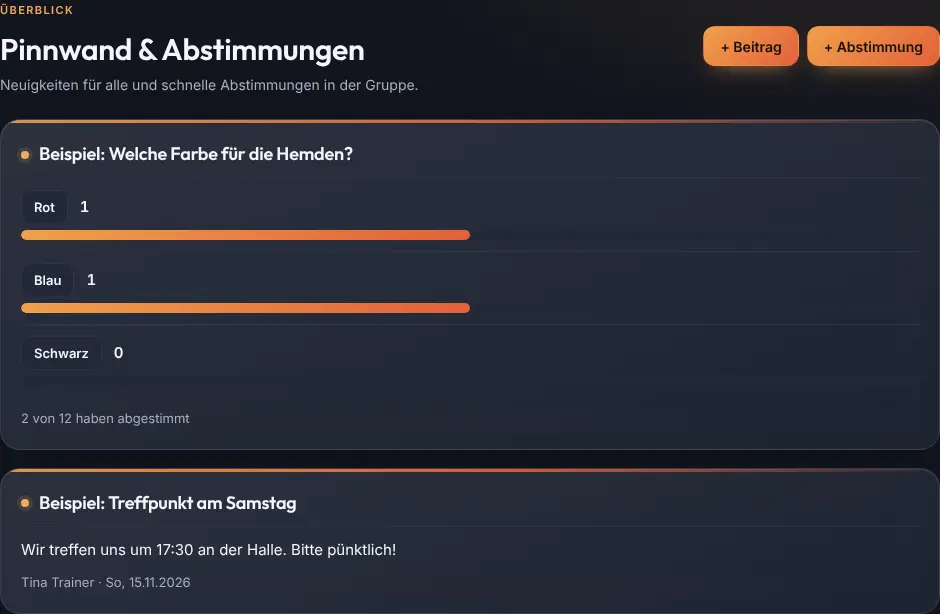 ÜBERBLICK
Pinnwand & Abstimmungen
+ Beitrag
+ Abstimmung
Neuigkeiten für alle und schnelle Abstimmungen in der Gruppe.
Beispiel: Welche Farbe für die Hemden?
Rot 1
Blau 1
Schwarz 0
2 von 12 haben abgestimmt
Beispiel: Treffpunkt am Samstag
Wir treffen uns um 17:30 an der Halle. Bitte pünktlich!
Tina Trainer · So, 15.11.2026